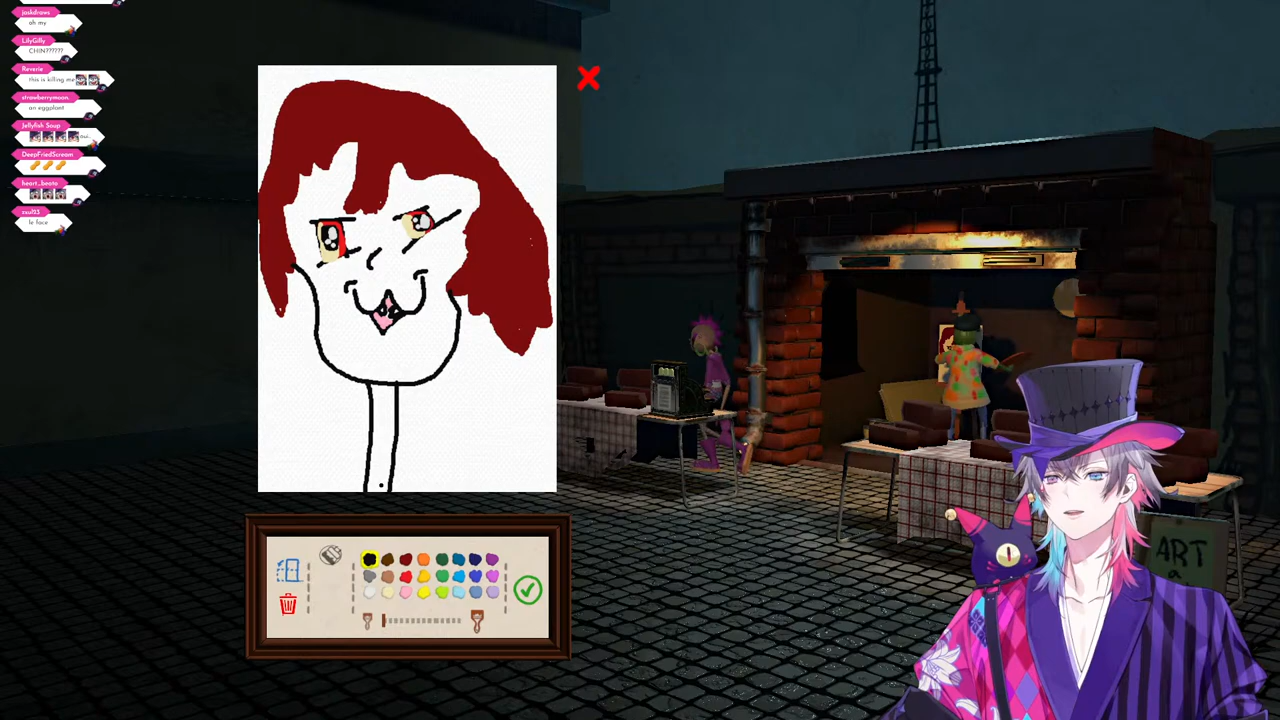 jaskdraws
oh my
LilyGilly
CHIN??????
Reverie
this is killing me
strawberrymoon.
an eggplant
Jellyfish Soup
DeepFriedScream
heart_beato
zsul23
le face
ART